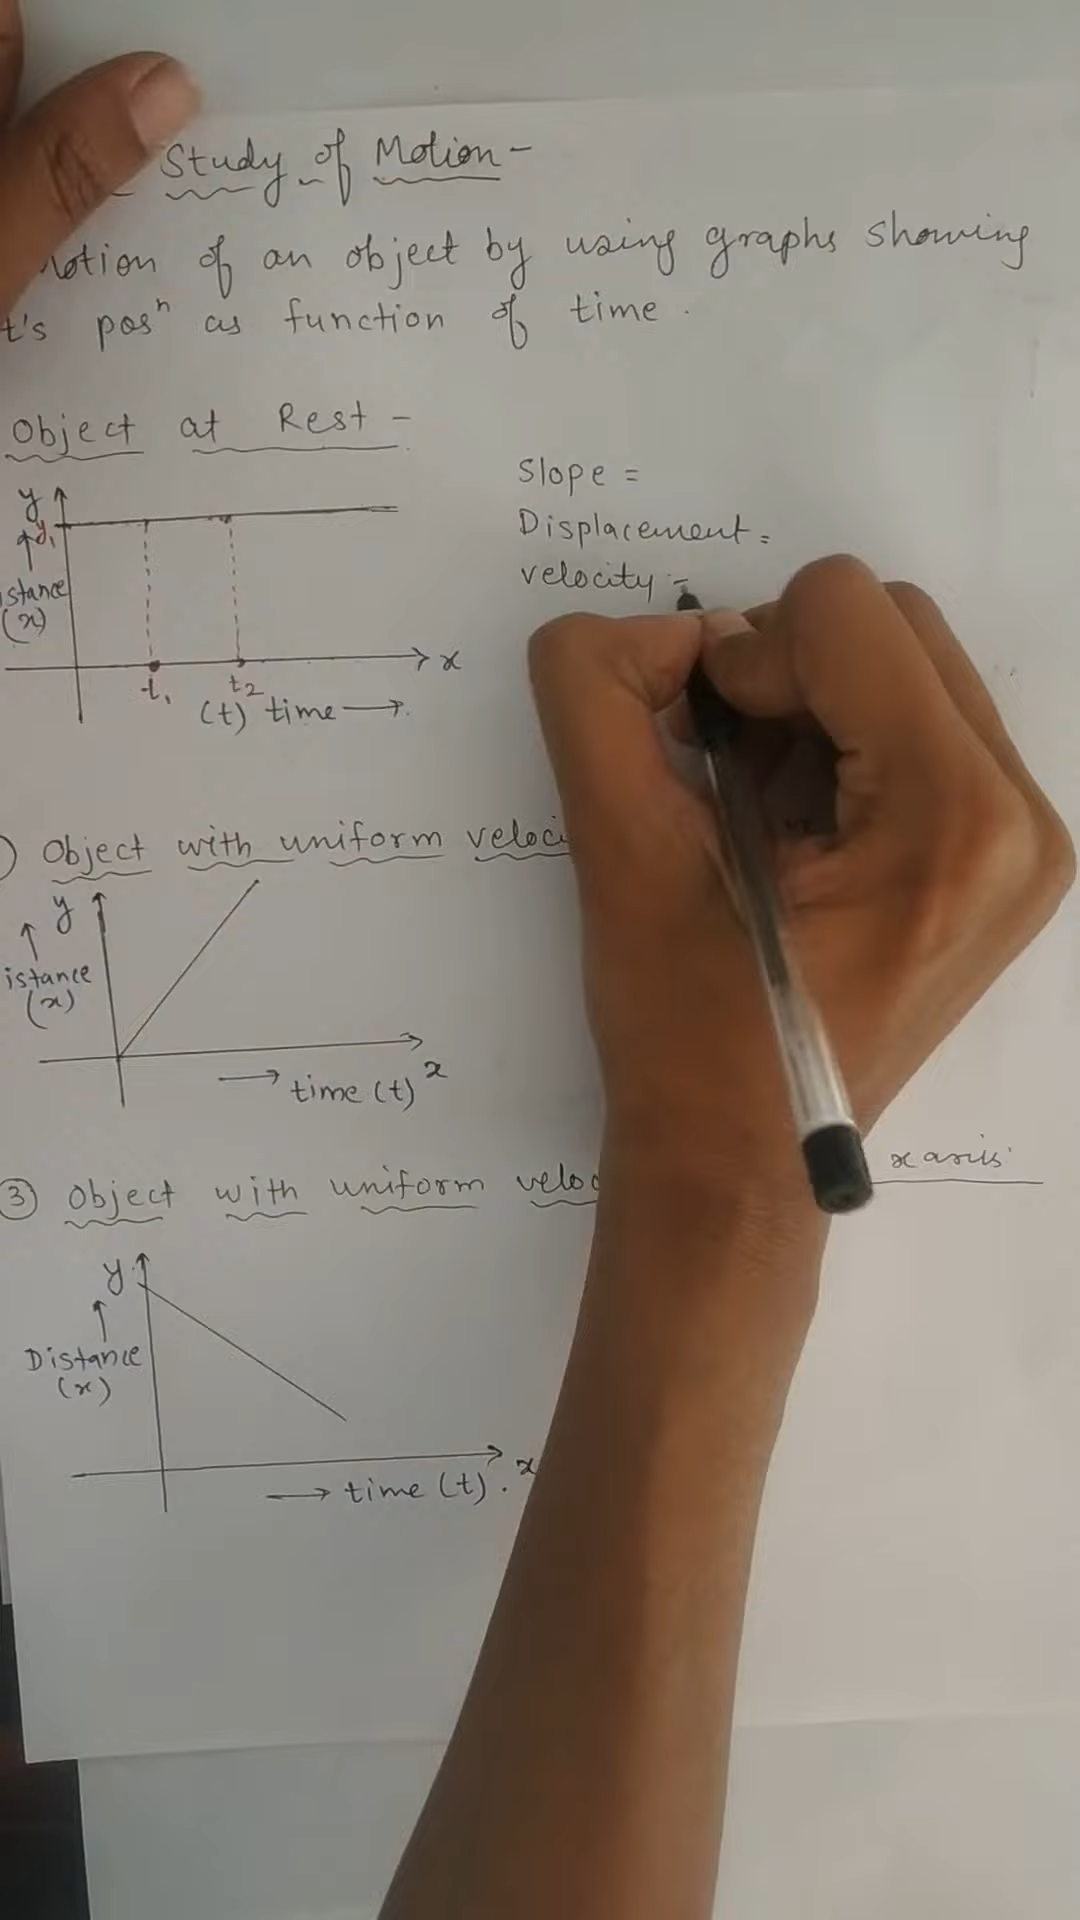 Study of Motion-
otion of an object by using graphs showing
t's posⁿ as function of time.
Object at Rest-
y
y₁
istance
(x)
t₁
t₂
x
(t) time
Slope =
Displacement =
velocity =
) Object with uniform veloci
y
istance
(x)
time (t)
x
③ Object with uniform veloc
x axis
y
Distance
(x)
time (t).
x